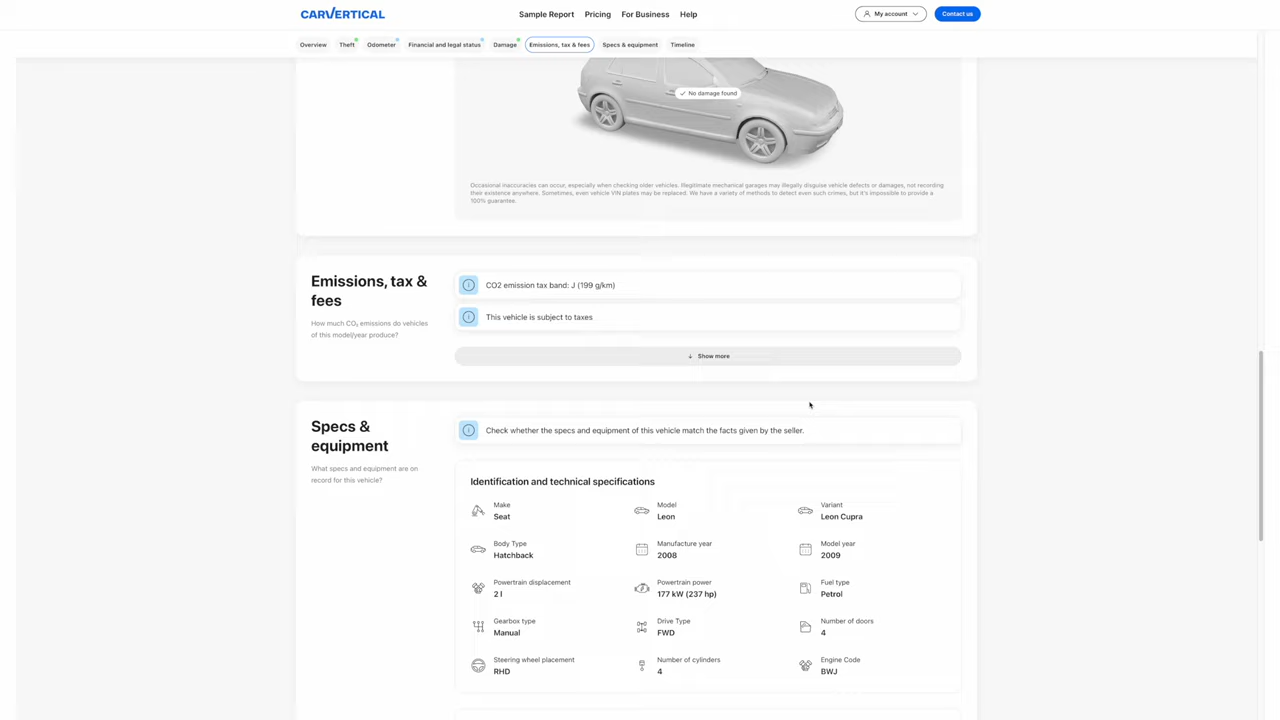 CARVERTICAL
Sample Report
Pricing
For Business
Help
My account
Contact us
Overview
Theft
Odometer
Financial and legal status
Damage
Emissions, tax & fees
Specs & equipment
Timeline
No damage found
Occasional inaccuracies can occur, especially when checking older vehicles. Illegitimate mechanical garages may illegally disguise vehicle defects or damages, not recording
their existence anywhere. Sometimes, even vehicle VIN plates may be replaced. We have a variety of methods to detect even such crimes, but it's impossible to provide a
100% guarantee.
Emissions, tax &
fees
How much CO₂ emissions do vehicles
of this model/year produce?
CO2 emission tax band: J (199 g/km)
This vehicle is subject to taxes
Show more
Specs &
equipment
What specs and equipment are on
record for this vehicle?
Check whether the specs and equipment of this vehicle match the facts given by the seller.
Identification and technical specifications
Make
Seat
Model
Leon
Variant
Leon Cupra
Body Type
Hatchback
Manufacture year
2008
Model year
2009
Powertrain displacement
2 l
Powertrain power
177 kW (237 hp)
Fuel type
Petrol
Gearbox type
Manual
Drive Type
FWD
Number of doors
4
Steering wheel placement
RHD
Number of cylinders
4
Engine Code
BWJ